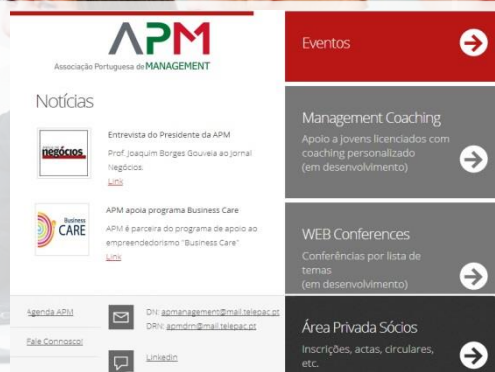 APM
Associação Portuguesa de MANAGEMENT
Notícias
negócios
Entrevista do Presidente da APM
Prof. Joaquim Borges Gouveia ao Jornal
Negócios.
Link
Business
CARE
APM apoia programa Business Care
APM é parceira do programa de apoio ao
empreendedorismo "Business Care"
Link
Agenda APM
Fale Connosco!
DN: apmanagement@mail.telepac.pt
DRN: apmdrn@mail.telepac.pt
Linkedin
Eventos
Management Coaching
Apoio a jovens licenciados com
coaching personalizado
(em desenvolvimento)
WEB Conferences
Conferências por lista de
temas
(em desenvolvimento)
Área Privada Sócios
Inscrições, actas, circulares,
etc.